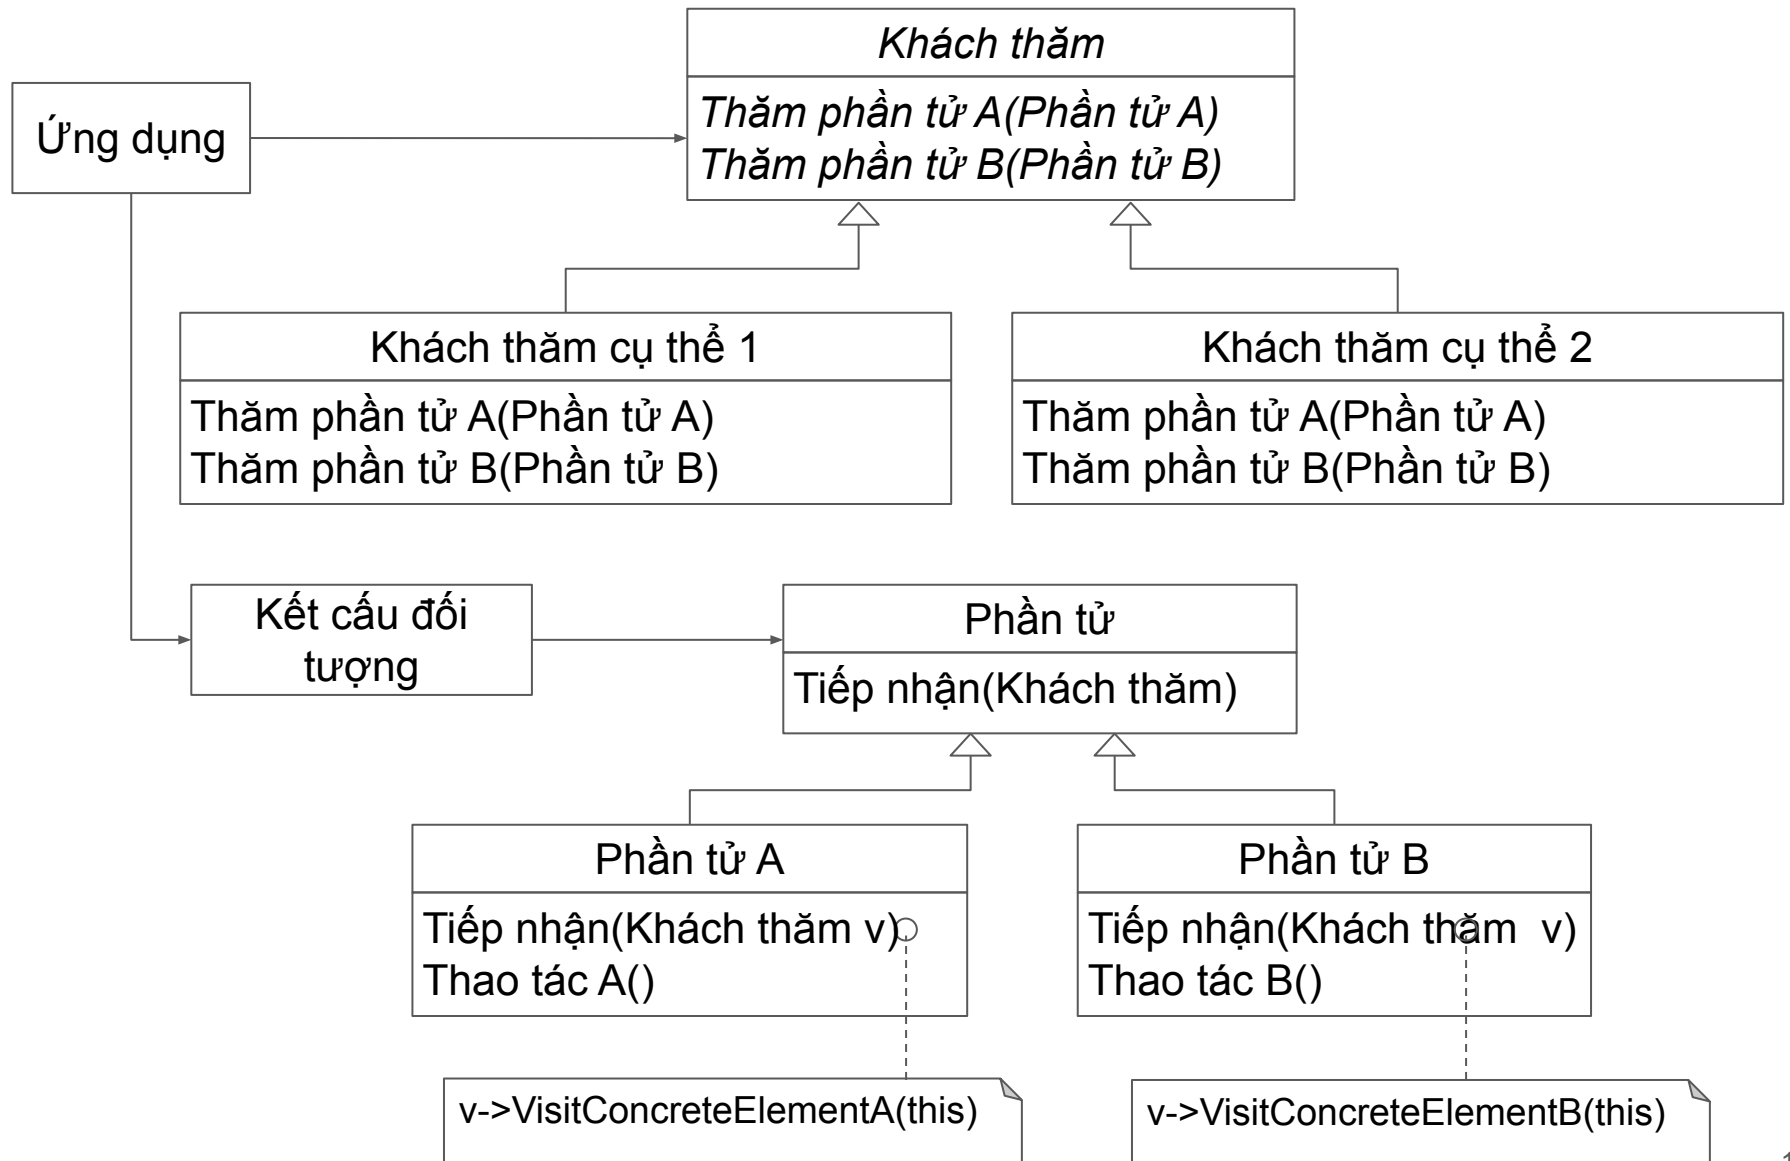 Khách thăm
Thăm phần tử A(Phần tử A)
Thăm phần tử B(Phần tử B)
Ứng dụng
Khách thăm cụ thể 1
Thăm phần tử A(Phần tử A)
Thăm phần tử B(Phần tử B)
Khách thăm cụ thể 2
Thăm phần tử A(Phần tử A)
Thăm phần tử B(Phần tử B)
Kết cấu đối
tượng
Phần tử
Tiếp nhận(Khách thăm)
Phần tử A
Tiếp nhận(Khách thăm v)
Thao tác A()
Phần tử B
Tiếp nhận(Khách thăm  v)
Thao tác B()
v->VisitConcreteElementA(this)
v->VisitConcreteElementB(this)